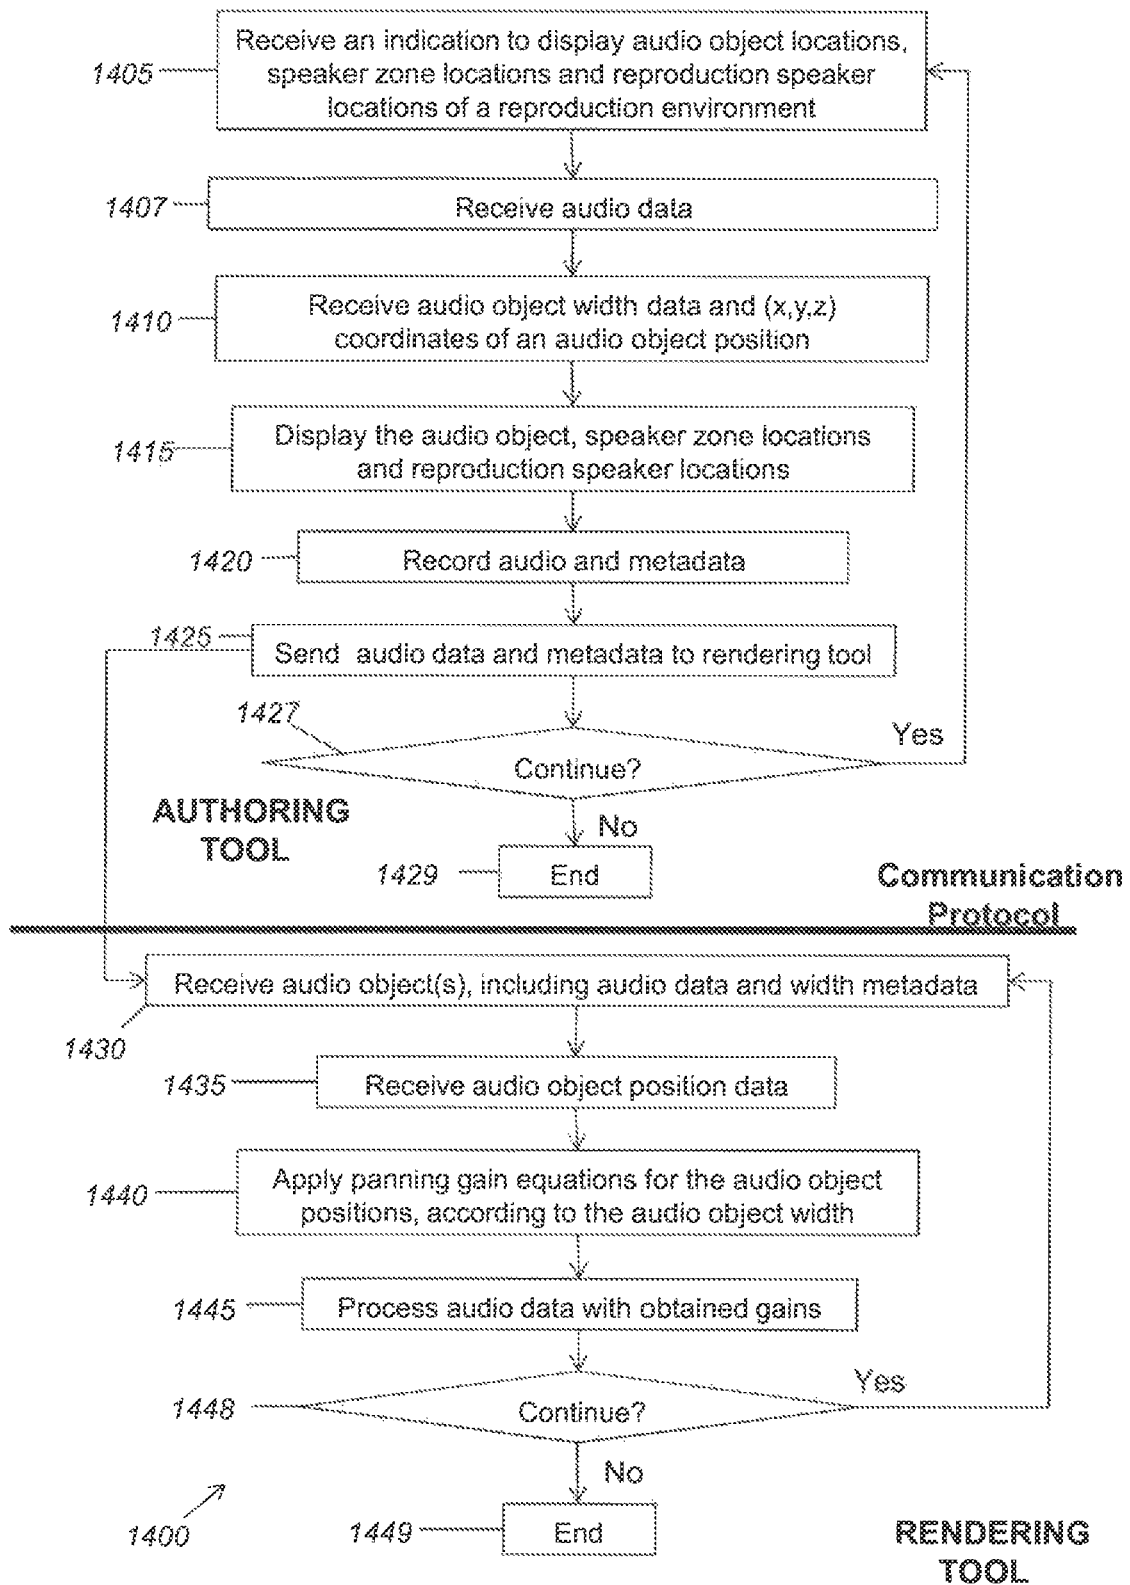 Receive an indication to display audio object locations,
speaker zone locations and reproduction speaker
locations of a reproduction environment
1405
1407
Receive audio data
1410
Receive audio object width data and (x,y,z)
coordinates of an audio object position
1415
Display the audio object, speaker zone locations
and reproduction speaker locations
1420
Record audio and metadata
1425
Send audio data and metadata to rendering tool
1427
Continue?
Yes
AUTHORING
TOOL
No
1429
End
Communication
Protocol
Receive audio object(s), including audio data and width metadata
1430
1435
Receive audio object position data
1440
Apply panning gain equations for the audio object
positions, according to the audio object width
1445
Process audio data with obtained gains
1448
Continue?
Yes
No
1400
1449
End
RENDERING
TOOL